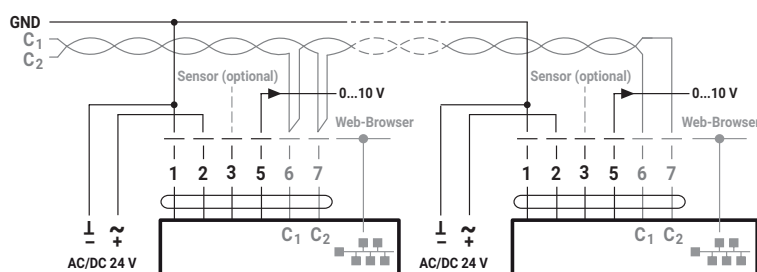 GND
C1
C2
Sensor (optional)
0...10 V
Web-Browser
1 2 3 5 6 7
C1 C2
⊥ ~
– +
AC/DC 24 V
Sensor (optional)
0...10 V
Web-Browser
1 2 3 5 6 7
C1 C2
⊥ ~
– +
AC/DC 24 V